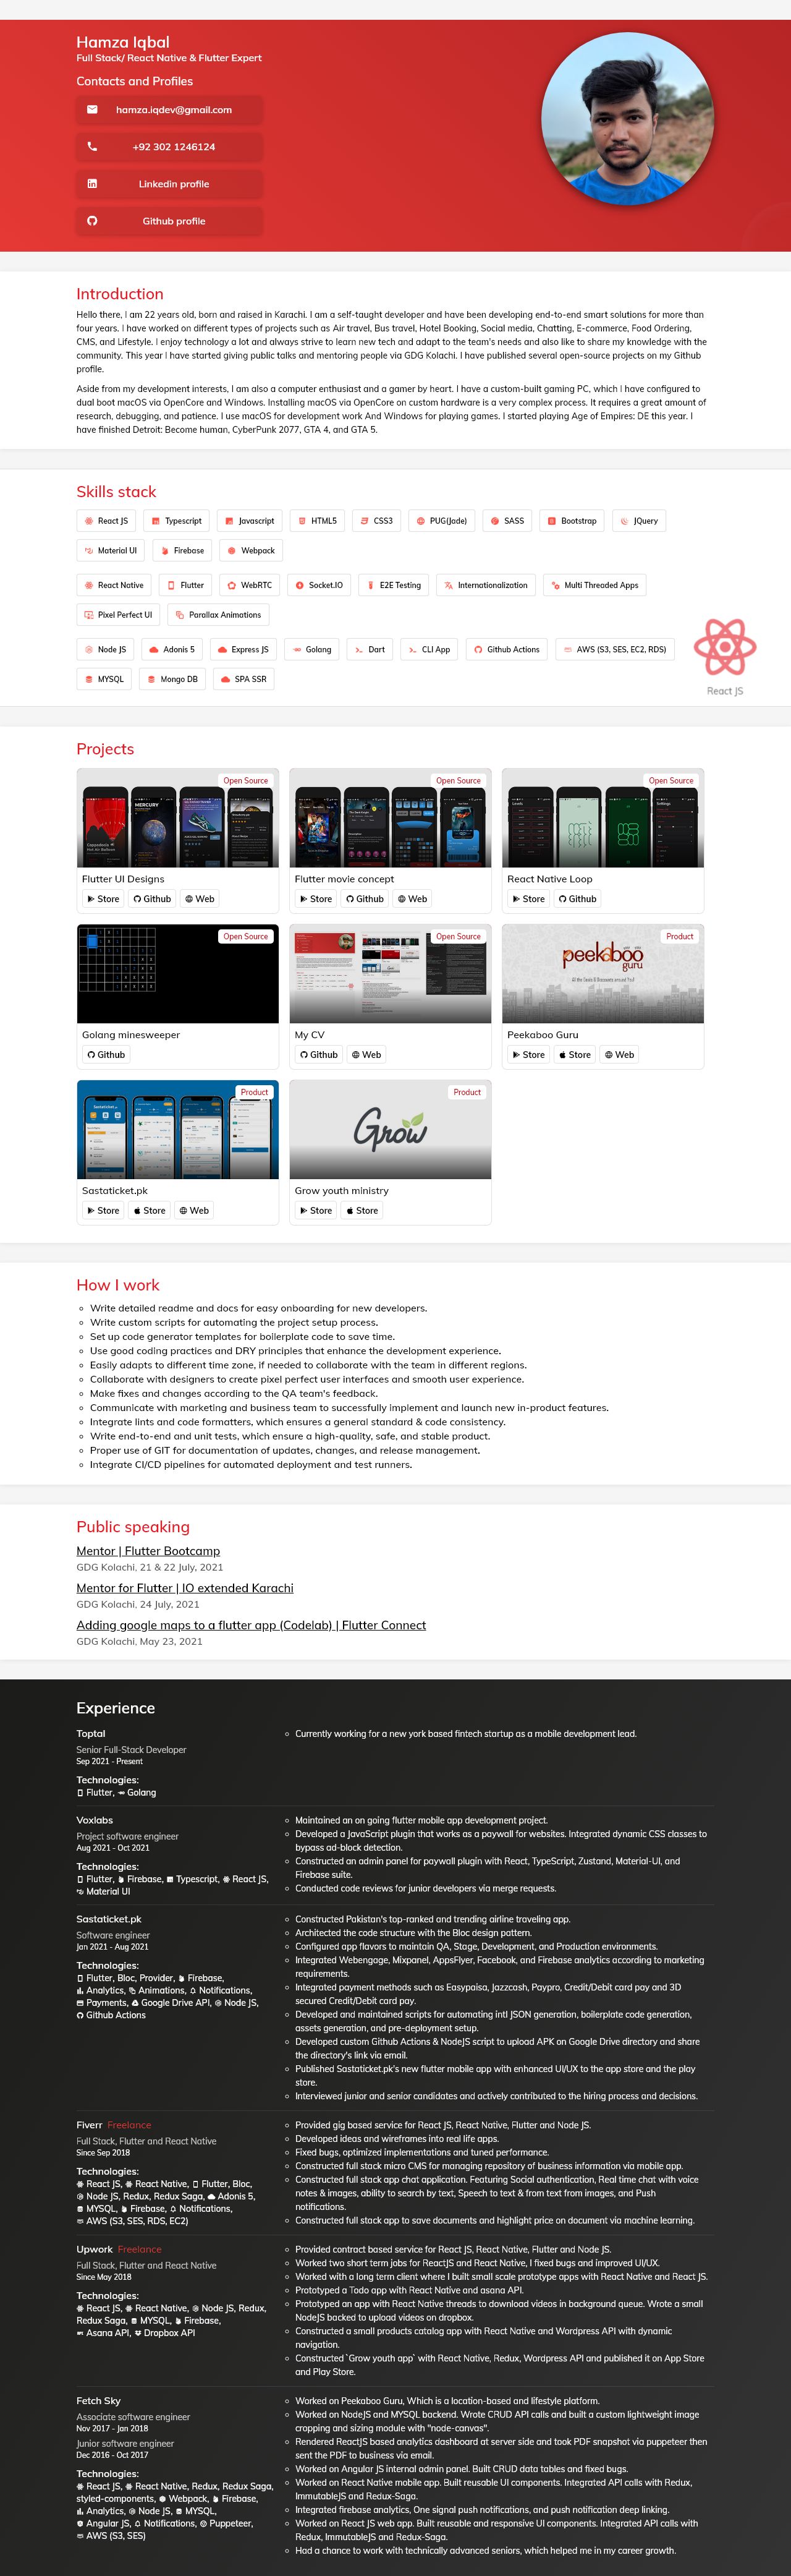 Hamza Iqbal
Full Stack/ React Native & Flutter Expert
Contacts and Profiles
hamza.iqdev@gmail.com
+92 302 1246124
Linkedin profile
Github profile
Introduction
Hello there, I am 22 years old, born and raised in Karachi. I am a self-taught developer and have been developing end-to-end smart solutions for more than
four years. I have worked on different types of projects such as Air travel, Bus travel, Hotel Booking, Social media, Chatting, E-commerce, Food Ordering,
CMS, and Lifestyle. I enjoy technology a lot and always strive to learn new tech and adapt to the team's needs and also like to share my knowledge with the
community. This year I have started giving public talks and mentoring people via GDG Kolachi. I have published several open-source projects on my Github
profile.
Aside from my development interests, I am also a computer enthusiast and a gamer by heart. I have a custom-built gaming PC, which I have configured to
dual boot macOS via OpenCore and Windows. Installing macOS via OpenCore on custom hardware is a very complex process. It requires a great amount of
research, debugging, and patience. I use macOS for development work And Windows for playing games. I started playing Age of Empires: DE this year. I
have finished Detroit: Become human, CyberPunk 2077, GTA 4, and GTA 5.
Skills stack
React JS Typescript Javascript HTML5 CSS3 PUG(Jade) SASS Bootstrap JQuery
Material UI Firebase Webpack
React Native Flutter WebRTC Socket.IO E2E Testing Internationalization Multi Threaded Apps
Pixel Perfect UI Parallax Animations
Node JS Adonis 5 Express JS Golang Dart CLI App Github Actions AWS (S3, SES, EC2, RDS)
MYSQL Mongo DB SPA SSR
React JS
Projects
Open Source Open Source Open Source
MERCURY
Flutter UI Designs Flutter movie concept React Native Loop
Store Github Web Store Github Web Store Github
Open Source Open Source Product
peekaboo
guru
Golang minesweeper My CV Peekaboo Guru
Github Github Web Store Store Web
Product Product
Grow
Sastaticket.pk Grow youth ministry
Store Store Web Store Store
How I work
Write detailed readme and docs for easy onboarding for new developers.
Write custom scripts for automating the project setup process.
Set up code generator templates for boilerplate code to save time.
Use good coding practices and DRY principles that enhance the development experience.
Easily adapts to different time zone, if needed to collaborate with the team in different regions.
Collaborate with designers to create pixel perfect user interfaces and smooth user experience.
Make fixes and changes according to the QA team's feedback.
Communicate with marketing and business team to successfully implement and launch new in-product features.
Integrate lints and code formatters, which ensures a general standard & code consistency.
Write end-to-end and unit tests, which ensure a high-quality, safe, and stable product.
Proper use of GIT for documentation of updates, changes, and release management.
Integrate CI/CD pipelines for automated deployment and test runners.
Public speaking
Mentor | Flutter Bootcamp
GDG Kolachi, 21 & 22 July, 2021
Mentor for Flutter | IO extended Karachi
GDG Kolachi, 24 July, 2021
Adding google maps to a flutter app (Codelab) | Flutter Connect
GDG Kolachi, May 23, 2021
Experience
Toptal
Senior Full-Stack Developer
Sep 2021 - Present
Technologies:
Flutter, Golang
Currently working for a new york based fintech startup as a mobile development lead.
Voxlabs
Project software engineer
Aug 2021 - Oct 2021
Technologies:
Flutter, Firebase, Typescript, React JS,
Material UI
Maintained an on going flutter mobile app development project.
Developed a JavaScript plugin that works as a paywall for websites. Integrated dynamic CSS classes to
bypass ad-block detection.
Constructed an admin panel for paywall plugin with React, TypeScript, Zustand, Material-UI, and
Firebase suite.
Conducted code reviews for junior developers via merge requests.
Sastaticket.pk
Software engineer
Jan 2021 - Aug 2021
Technologies:
Flutter, Bloc, Provider, Firebase,
Analytics, Animations, Notifications,
Payments, Google Drive API, Node JS,
Github Actions
Constructed Pakistan's top-ranked and trending airline traveling app.
Architected the code structure with the Bloc design pattern.
Configured app flavors to maintain QA, Stage, Development, and Production environments.
Integrated Webengage, Mixpanel, AppsFlyer, Facebook, and Firebase analytics according to marketing
requirements.
Integrated payment methods such as Easypaisa, Jazzcash, Paypro, Credit/Debit card pay and 3D
secured Credit/Debit card pay.
Developed and maintained scripts for automating intl JSON generation, boilerplate code generation,
assets generation, and pre-deployment setup.
Developed custom Github Actions & NodeJS script to upload APK on Google Drive directory and share
the directory's link via email.
Published Sastaticket.pk's new flutter mobile app with enhanced UI/UX to the app store and the play
store.
Interviewed junior and senior candidates and actively contributed to the hiring process and decisions.
Fiverr Freelance
Full Stack, Flutter and React Native
Since Sep 2018
Technologies:
React JS, React Native, Flutter, Bloc,
Node JS, Redux, Redux Saga, Adonis 5,
MYSQL, Firebase, Notifications,
AWS (S3, SES, RDS, EC2)
Provided gig based service for React JS, React Native, Flutter and Node JS.
Developed ideas and wireframes into real life apps.
Fixed bugs, optimized implementations and tuned performance.
Constructed full stack micro CMS for managing repository of business information via mobile app.
Constructed full stack app chat application. Featuring Social authentication, Real time chat with voice
notes & images, ability to search by text, Speech to text & from text from images, and Push
notifications.
Constructed full stack app to save documents and highlight price on document via machine learning.
Upwork Freelance
Full Stack, Flutter and React Native
Since May 2018
Technologies:
React JS, React Native, Node JS, Redux,
Redux Saga, MYSQL, Firebase,
Asana API, Dropbox API
Provided contract based service for React JS, React Native, Flutter and Node JS.
Worked two short term jobs for ReactJS and React Native, I fixed bugs and improved UI/UX.
Worked with a long term client where I built small scale prototype apps with React Native and React JS.
Prototyped a Todo app with React Native and asana API.
Prototyped an app with React Native threads to download videos in background queue. Wrote a small
NodeJS backed to upload videos on dropbox.
Constructed a small products catalog app with React Native and Wordpress API with dynamic
navigation.
Constructed `Grow youth app` with React Native, Redux, Wordpress API and published it on App Store
and Play Store.
Fetch Sky
Associate software engineer
Nov 2017 - Jan 2018
Junior software engineer
Dec 2016 - Oct 2017
Technologies:
React JS, React Native, Redux, Redux Saga,
styled-components, Webpack, Firebase,
Analytics, Node JS, MYSQL,
Angular JS, Notifications, Puppeteer,
AWS (S3, SES)
Worked on Peekaboo Guru, Which is a location-based and lifestyle platform.
Worked on NodeJS and MYSQL backend. Wrote CRUD API calls and built a custom lightweight image
cropping and sizing module with "node-canvas".
Rendered ReactJS based analytics dashboard at server side and took PDF snapshot via puppeteer then
sent the PDF to business via email.
Worked on Angular JS internal admin panel. Built CRUD data tables and fixed bugs.
Worked on React Native mobile app. Built reusable UI components. Integrated API calls with Redux,
ImmutableJS and Redux-Saga.
Integrated firebase analytics, One signal push notifications, and push notification deep linking.
Worked on React JS web app. Built reusable and responsive UI components. Integrated API calls with
Redux, ImmutableJS and Redux-Saga.
Had a chance to work with technically advanced seniors, which helped me in my career growth.